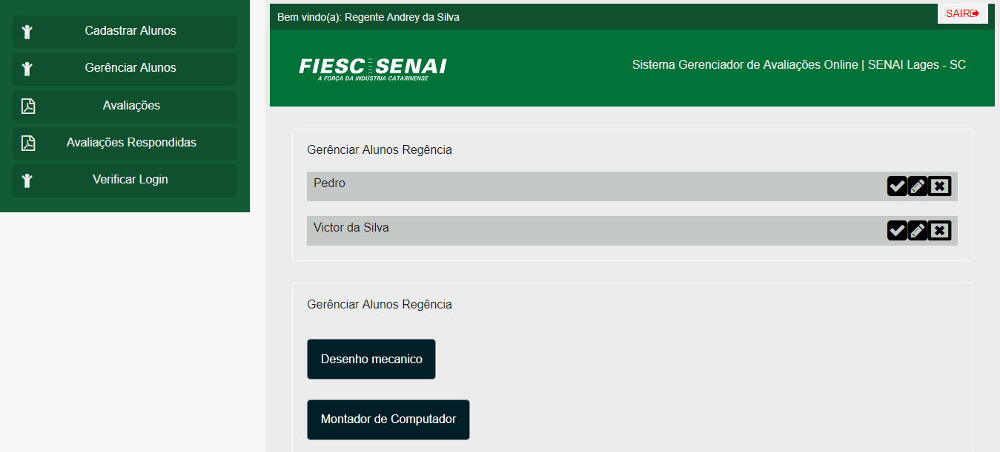 Cadastrar Alunos
Gerênciar Alunos
Avaliações
Avaliações Respondidas
Verificar Login
Bem vindo(a): Regente Andrey da Silva
SAIR
FIESC SENAI
A FORÇA DA INDÚSTRIA CATARINENSE
Sistema Gerenciador de Avaliações Online | SENAI Lages - SC
Gerênciar Alunos Regência
Pedro
Victor da Silva
Gerênciar Alunos Regência
Desenho mecanico
Montador de Computador